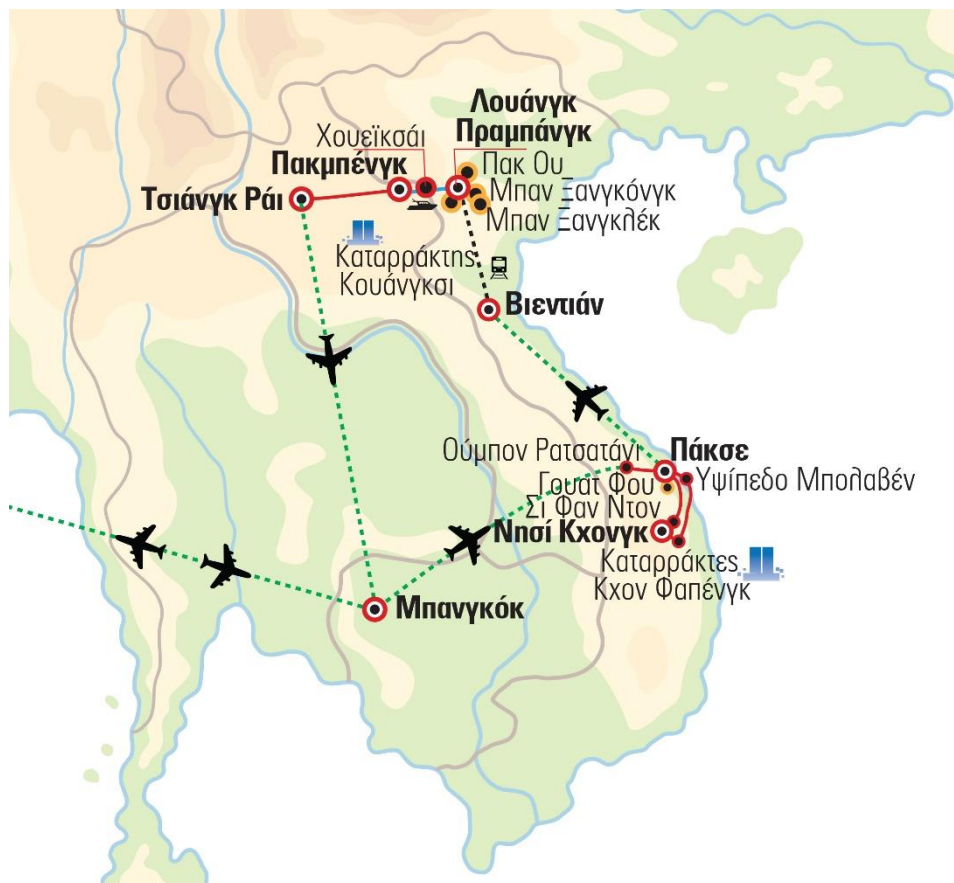 Λουάνγκ
Πραμπάνγκ
Χουεϊκσάι
Πακμπένγκ
Πακ Ου
Τσιάνγκ Ράι
Μπαν Ξανγκόνγκ
Μπαν Ξανγκλέκ
Καταρράκτης
Κουάνγκσι
Βιεντιάν
Ούμπον Ρατσατάνι
Πάκσε
Γουάτ Φου
Υψίπεδο Μπολαβέν
Σι Φαν Ντον
Νησί Κχονγκ
Καταρράκτες
Κχον Φαπένγκ
Μπανγκόκ